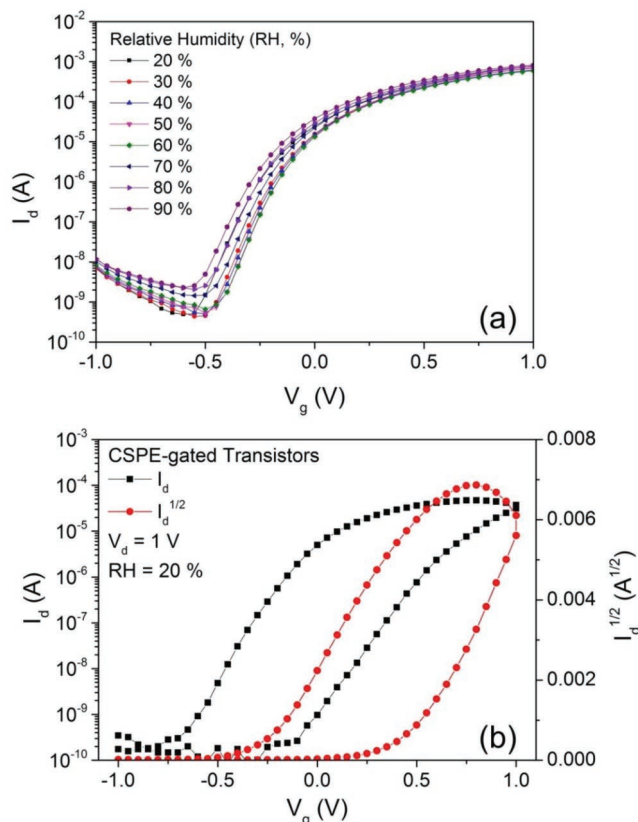 10⁻²
10⁻³
10⁻⁴
10⁻⁵
10⁻⁶
10⁻⁷
10⁻⁸
10⁻⁹
10⁻¹⁰
I_d (A)
Relative Humidity (RH, %)
20 %
30 %
40 %
50 %
60 %
70 %
80 %
90 %
(a)
-1.0 -0.5 0.0 0.5 1.0
V_g (V)
10⁻³
10⁻⁴
10⁻⁵
10⁻⁶
10⁻⁷
10⁻⁸
10⁻⁹
10⁻¹⁰
I_d (A)
CSPE-gated Transistors
I_d
I_d^1/2
V_d = 1 V
RH = 20 %
(b)
0.008
0.006
0.004
0.002
0.000
I_d^1/2 (A^1/2)
-1.0 -0.5 0.0 0.5 1.0
V_g (V)